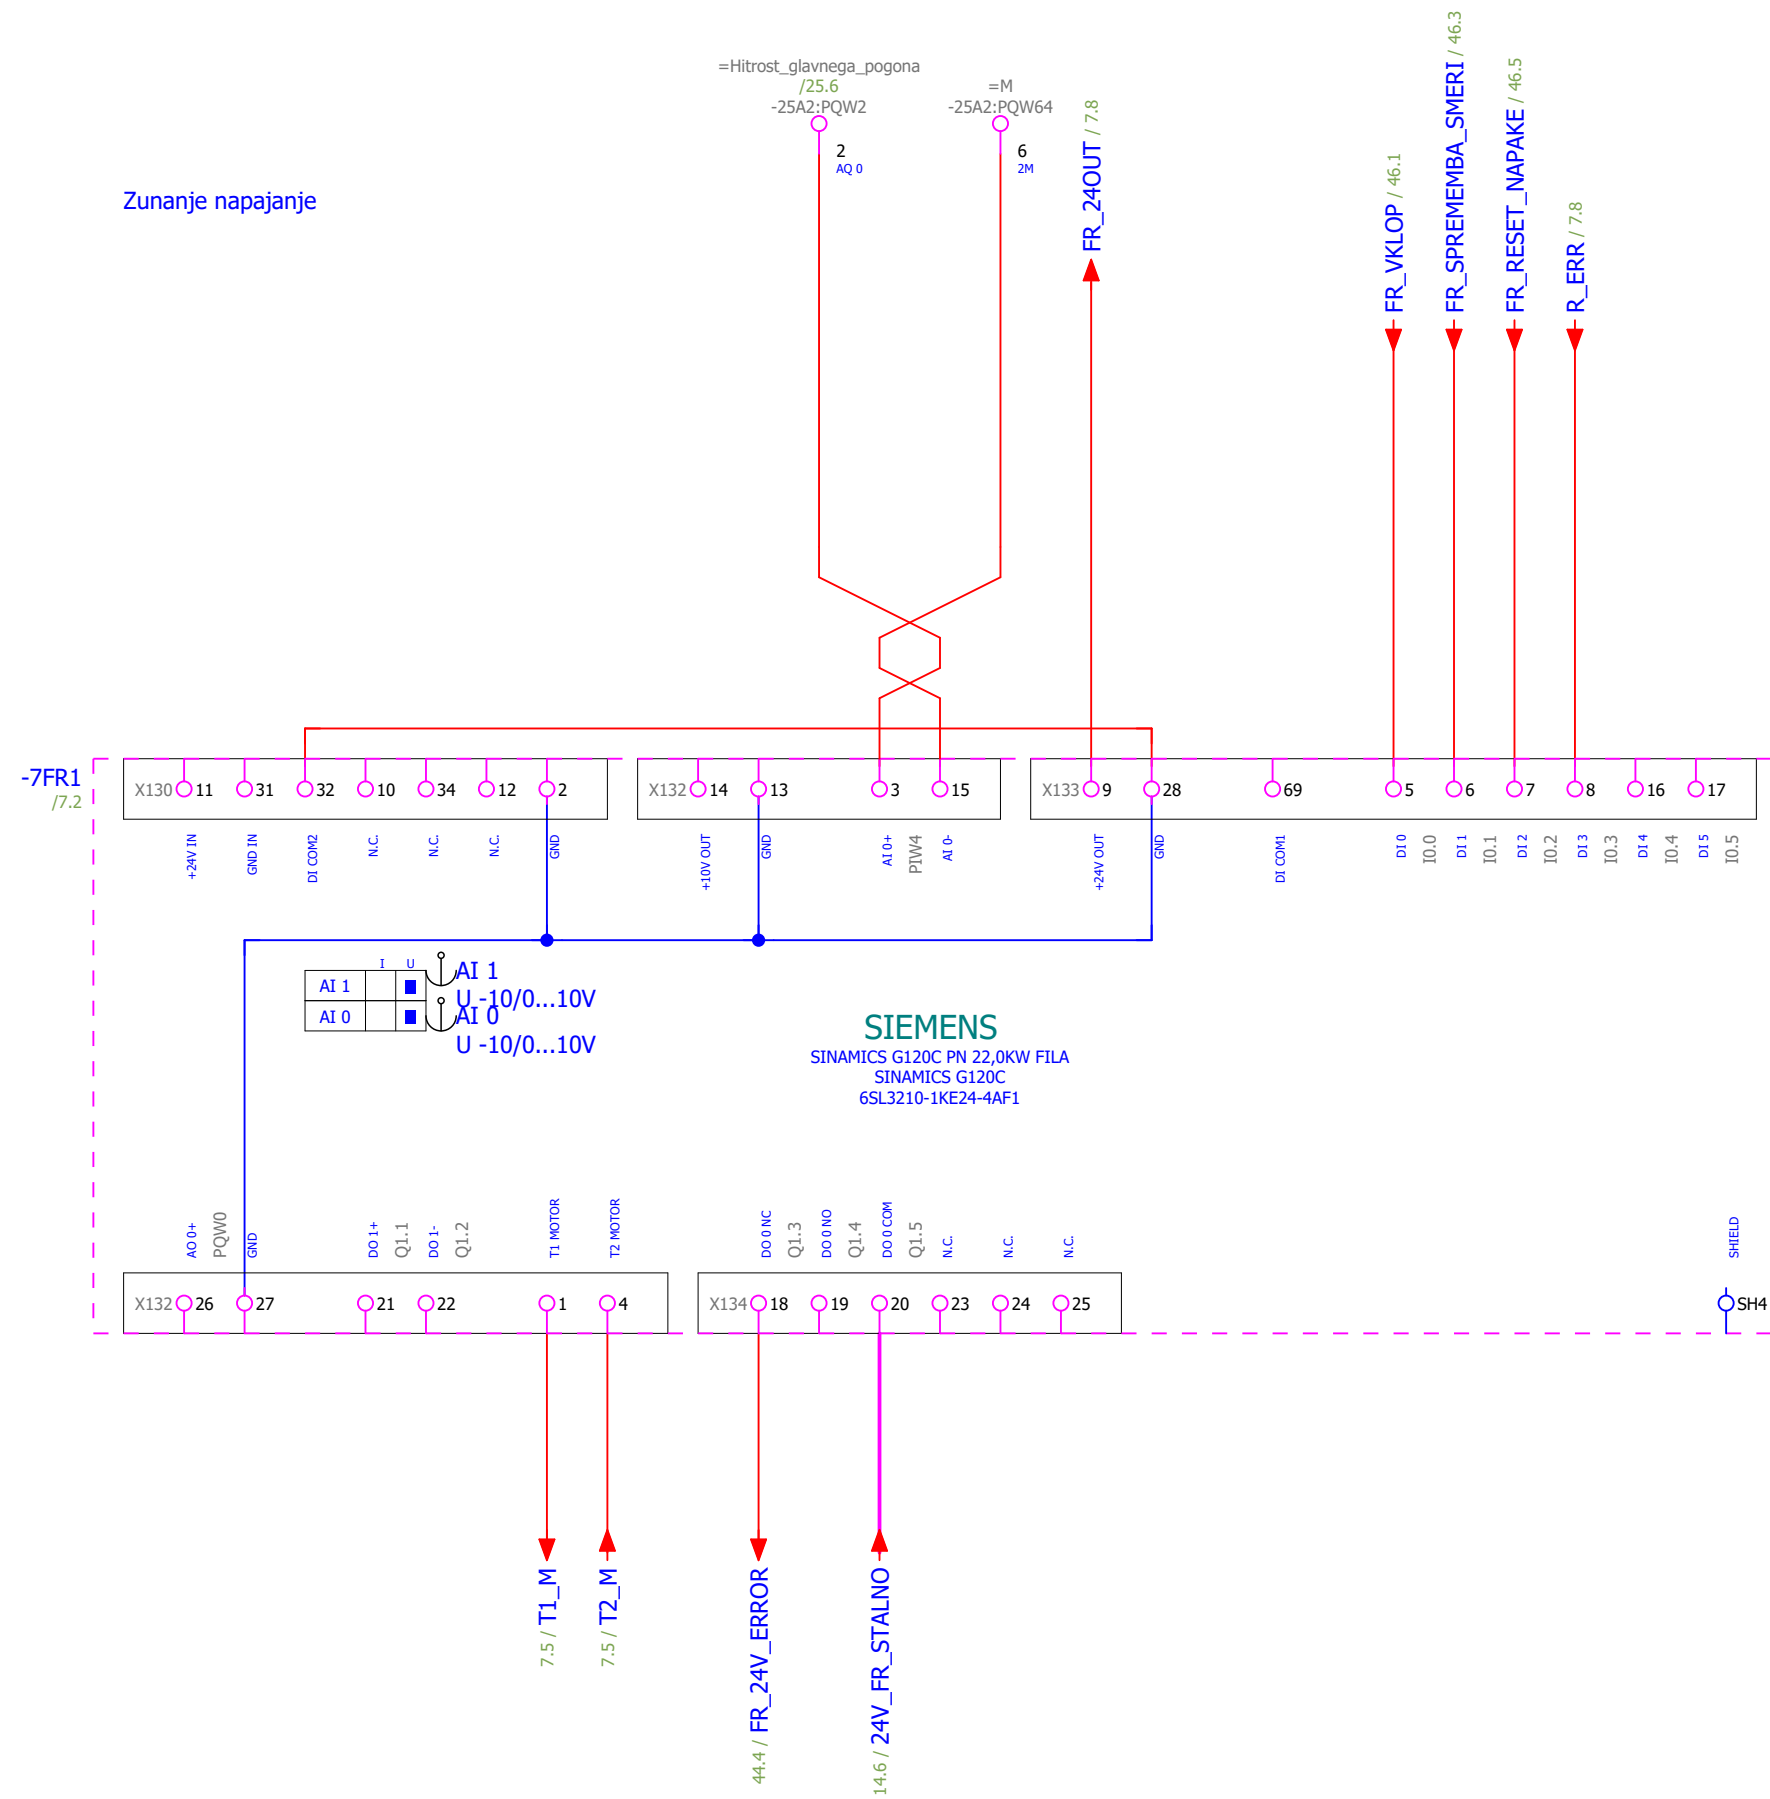 =Hitrost_glavnega_pogona
/25.6
-25A2:PQW2
2
AQ 0
=M
-25A2:PQW64
6
2M
FR_24OUT / 7.8
FR_VKLOP / 46.1
FR_SPREMEMBA_SMERI / 46.3
FR_RESET_NAPAKE / 46.5
R_ERR / 7.8
Zunanje napajanje
-7FR1
/7.2
X130 11 31 32 10 34 12 2
X132 14 13 3 15
X133 9 28 69 5 6 7 8 16 17
+24V IN
GND IN
DI COM2
N.C.
N.C.
N.C.
GND
+10V OUT
GND
AI 0+
PIW4
AI 0-
+24V OUT
GND
DI COM1
DI 0
I0.0
DI 1
I0.1
DI 2
I0.2
DI 3
I0.3
DI 4
I0.4
DI 5
I0.5
I U
AI 1
AI 0
AI 1
U -10/0...10V
AI 0
U -10/0...10V
SIEMENS
SINAMICS G120C PN 22,0KW FILA
SINAMICS G120C
6SL3210-1KE24-4AF1
AO 0+
PQW0
GND
DO 1+
Q1.1
DO 1-
Q1.2
T1 MOTOR
T2 MOTOR
DO 0 NC
Q1.3
DO 0 NO
Q1.4
DO 0 COM
Q1.5
N.C.
N.C.
N.C.
SHIELD
X132 26 27 21 22 1 4
X134 18 19 20 23 24 25
SH4
7.5 / T1_M
7.5 / T2_M
44.4 / FR_24V_ERROR
14.6 / 24V_FR_STALNO